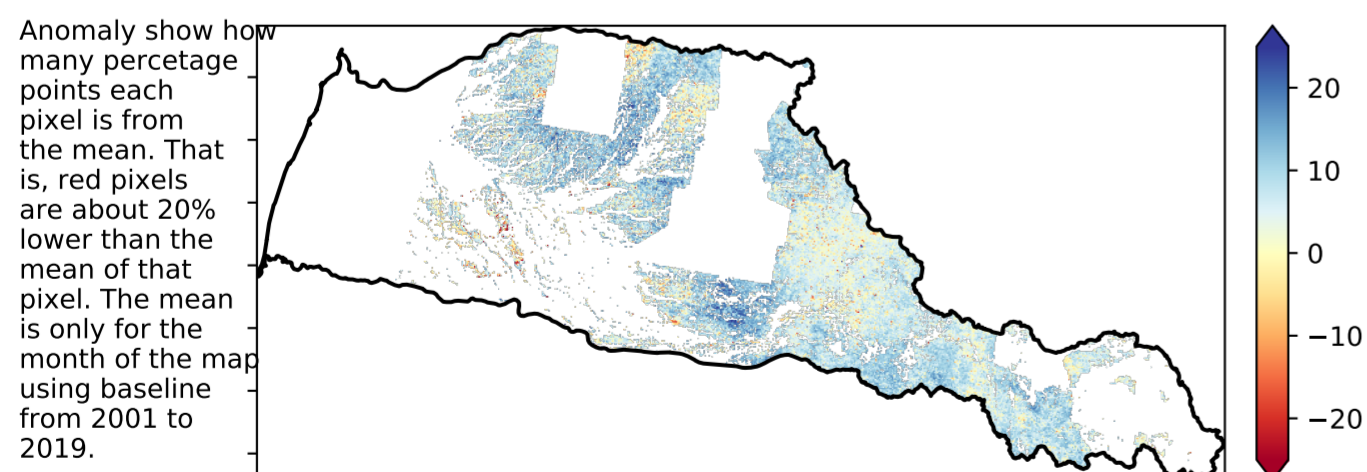 Anomaly show how
many percetage
points each
pixel is from
the mean. That
is, red pixels
are about 20%
lower than the
mean of that
pixel. The mean
is only for the
month of the map
using baseline
from 2001 to
2019.
20
10
0
−10
−20